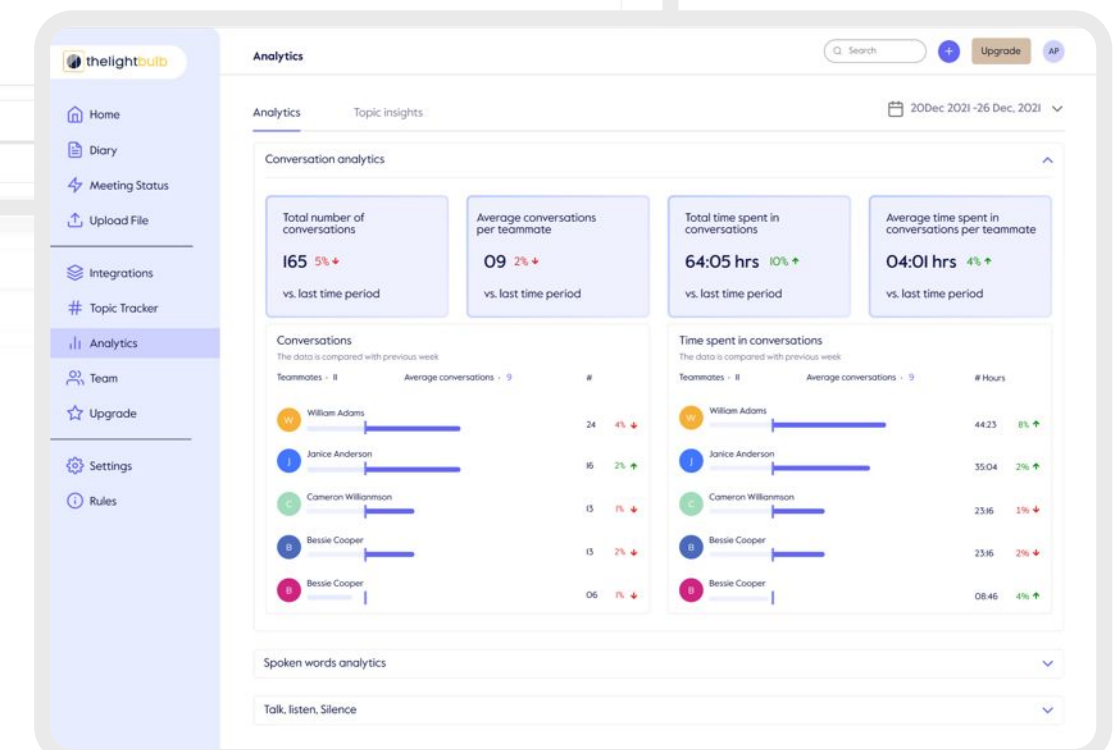 thelightbulb
Home
Diary
Meeting Status
Upload File
Integrations
Topic Tracker
Analytics
Team
Upgrade
Settings
Rules
Analytics
Search
+
Upgrade
AP
Analytics
Topic insights
20Dec 2021 -26 Dec, 2021
Conversation analytics
Total number of
conversations
165 5%
vs. last time period
Average conversations
per teammate
09 2%
vs. last time period
Total time spent in
conversations
64:05 hrs 10%
vs. last time period
Average time spent in
conversations per teammate
04:01 hrs 4%
vs. last time period
Conversations
The data is compared with previous week
Teammates - 11 Average conversations - 9 #
W William Adams 24 4%
J Janice Anderson 16 2%
C Cameron Willianmson 13 1%
B Bessie Cooper 13 2%
B Bessie Cooper 06 1%
Time spent in conversations
The data is compared with previous week
Teammates - 11 Average conversations - 9 # Hours
W William Adams 44:23 8%
J Janice Anderson 35:04 2%
C Cameron Willianmson 23:16 1%
B Bessie Cooper 23:16 2%
B Bessie Cooper 08:46 4%
Spoken words analytics
Talk, listen, Silence